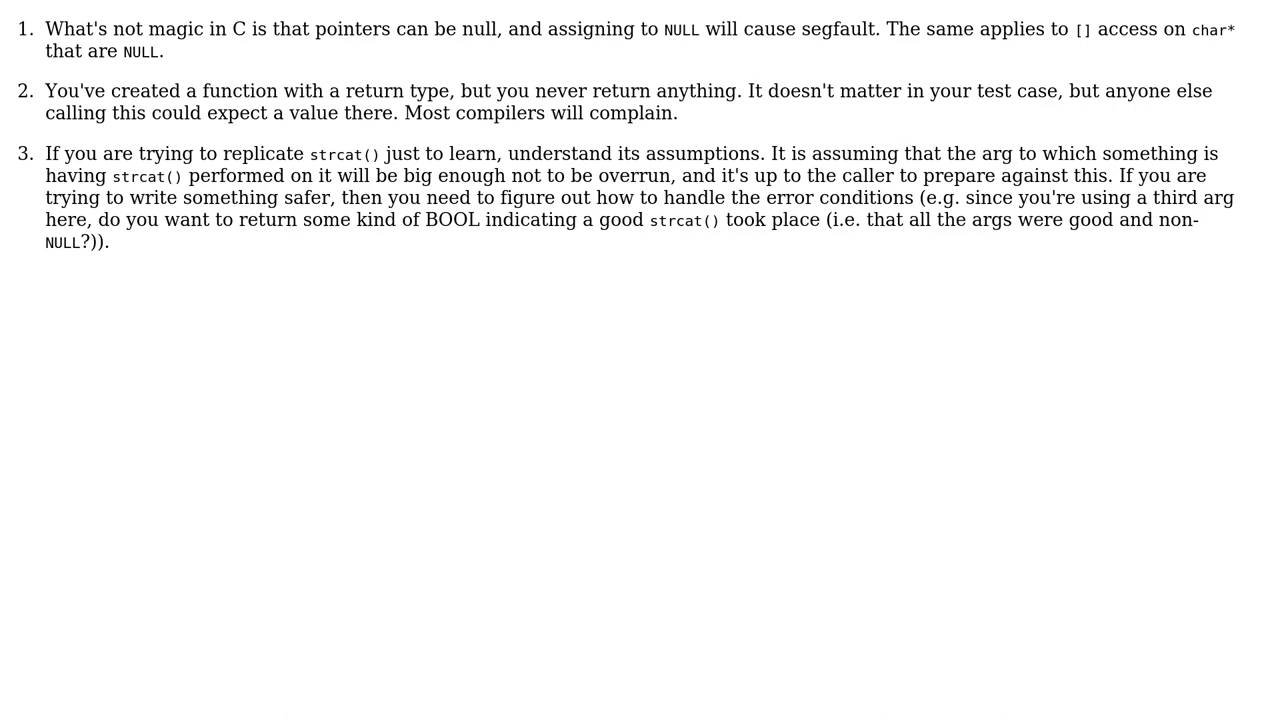 1. What's not magic in C is that pointers can be null, and assigning to NULL will cause segfault. The same applies to [] access on char*
that are NULL.
2. You've created a function with a return type, but you never return anything. It doesn't matter in your test case, but anyone else
calling this could expect a value there. Most compilers will complain.
3. If you are trying to replicate strcat() just to learn, understand its assumptions. It is assuming that the arg to which something is
having strcat() performed on it will be big enough not to be overrun, and it's up to the caller to prepare against this. If you are
trying to write something safer, then you need to figure out how to handle the error conditions (e.g. since you're using a third arg
here, do you want to return some kind of BOOL indicating a good strcat() took place (i.e. that all the args were good and non-
NULL?)).